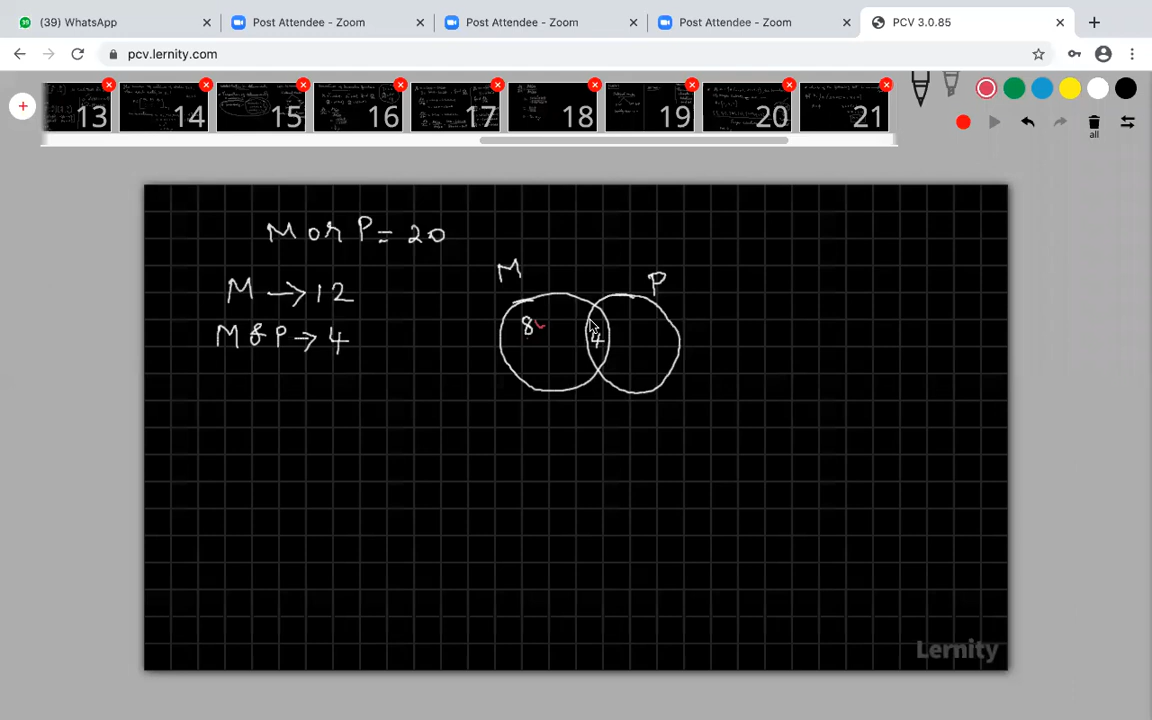 (39) WhatsApp
Post Attendee - Zoom
Post Attendee - Zoom
Post Attendee - Zoom
PCV 3.0.85
pcv.lernity.com
13
14
15
16
17
18
19
20
21
all
M or P = 20
M → 12
M & P → 4
M
P
8
4
Lernity